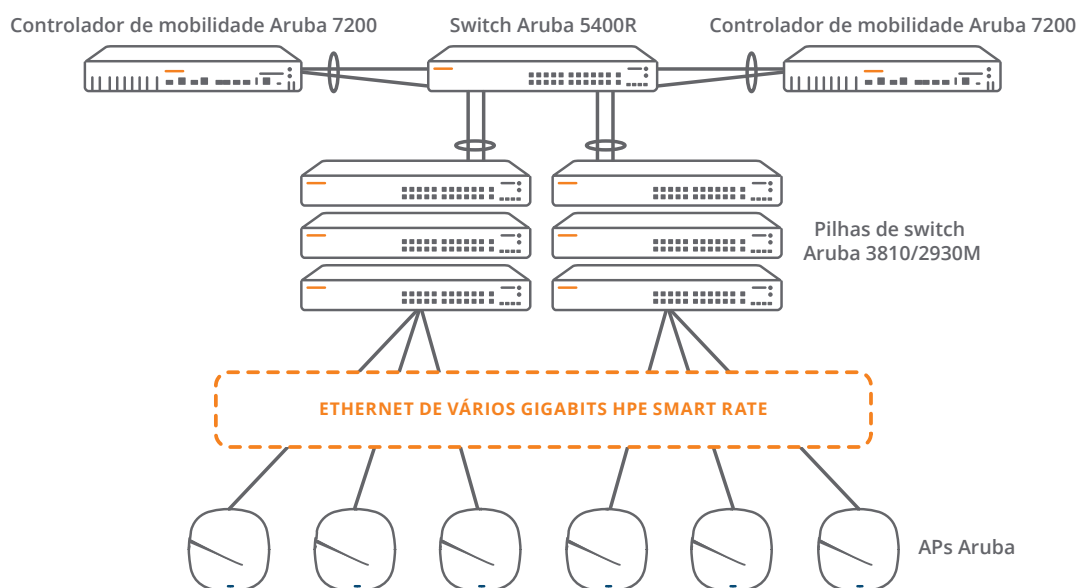 Controlador de mobilidade Aruba 7200
Switch Aruba 5400R
Controlador de mobilidade Aruba 7200
Pilhas de switch
Aruba 3810/2930M
ETHERNET DE VÁRIOS GIGABITS HPE SMART RATE
APs Aruba